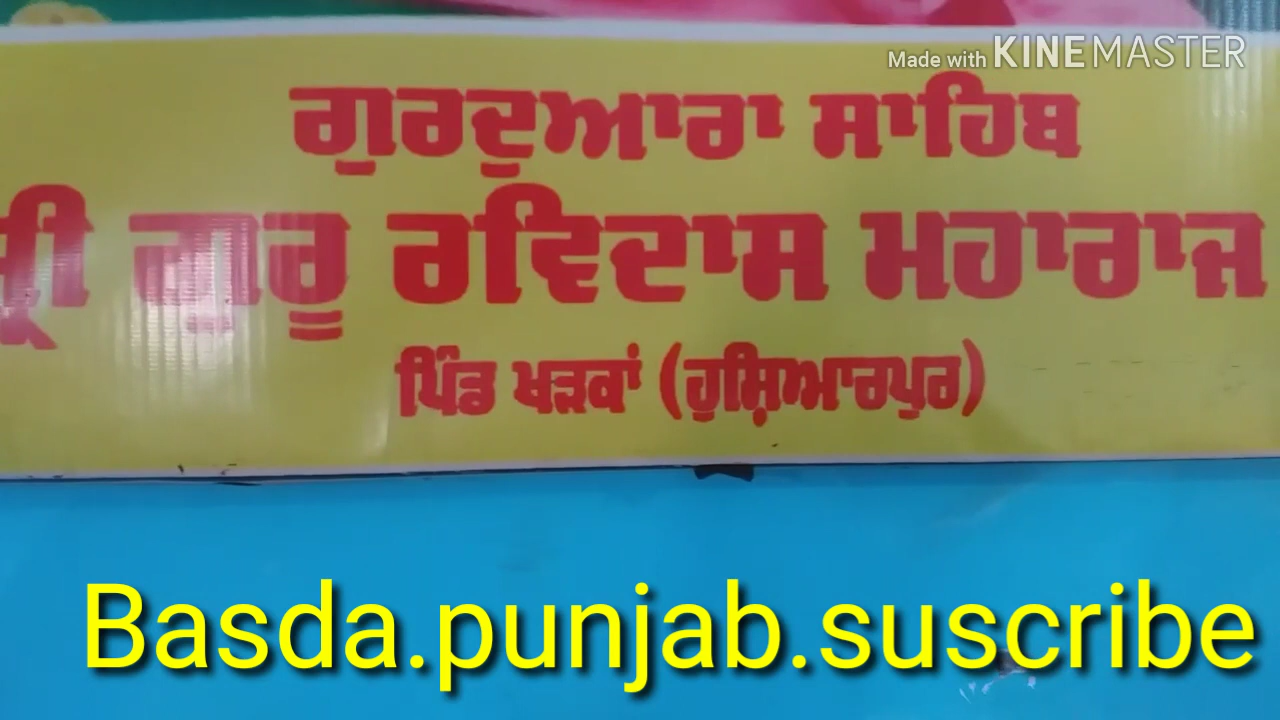 Made with KINEMASTER
ਗੁਰਦੁਆਰਾ ਸਾਹਿਬ
ਸ੍ਰੀ ਗੁਰੂ ਰਵਿਦਾਸ ਮਹਾਰਾਜ
ਪਿੰਡ ਖੜਕਾਂ (ਹੁਸ਼ਿਆਰਪੁਰ)
Basda.punjab.suscribe